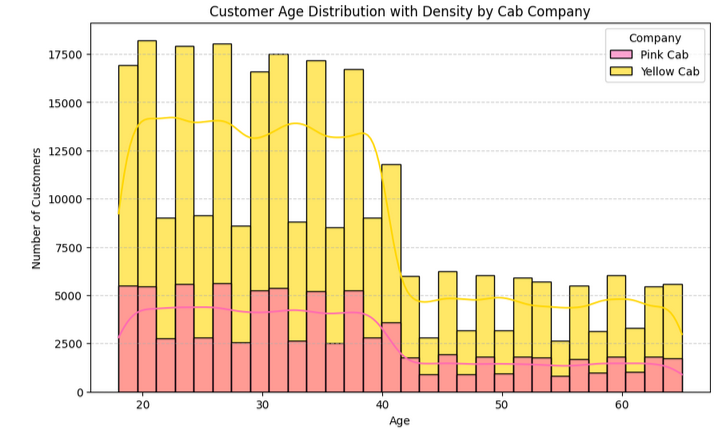 Customer Age Distribution with Density by Cab Company
Company
Pink Cab
Yellow Cab
Number of Customers
17500
15000
12500
10000
7500
5000
2500
0
20
30
40
50
60
Age